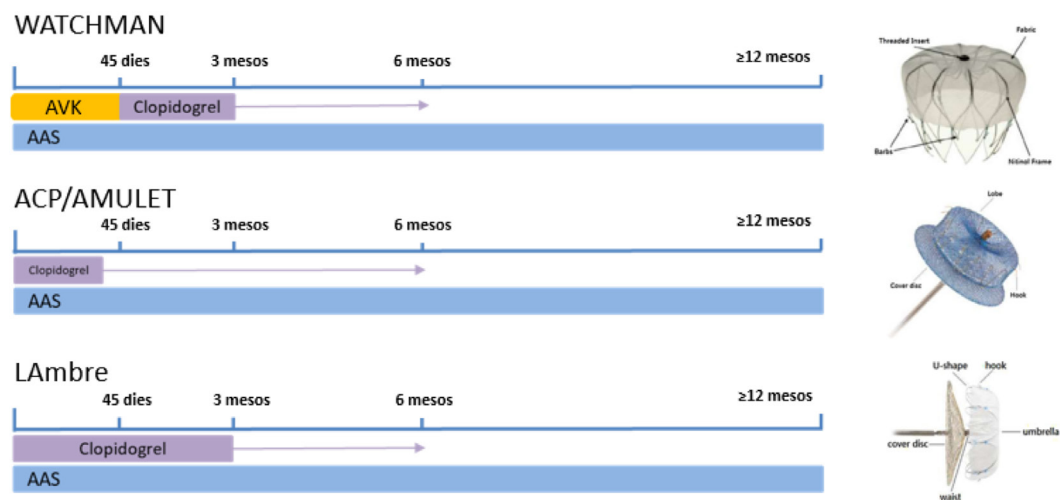 WATCHMAN
45 dies 3 mesos 6 mesos ≥12 mesos
AVK Clopidogrel
AAS
Threaded Insert
Fabric
Barbs
Nitinol Frame
ACP/AMULET
45 dies 3 mesos 6 mesos ≥12 mesos
Clopidogrel
AAS
Lobe
Cover disc
Hook
LAmbre
45 dies 3 mesos 6 mesos ≥12 mesos
Clopidogrel
AAS
U-shape hook
umbrella
cover disc
waist